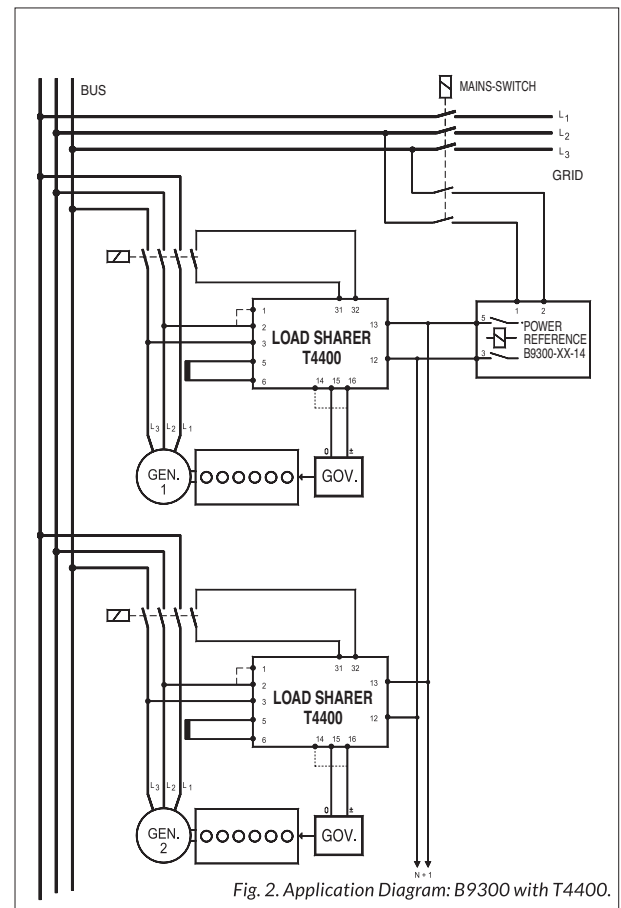 BUS
MAINS-SWITCH
L1
L2
L3
GRID
1
2
31 32
1
2
3
5
6
LOAD SHARER
T4400
13
12
14 15 16
5
3
"POWER
REFERENCE
B9300-XX-14
0 ±
L3 L2 L1
GEN.
1
GOV.
31 32
1
2
3
5
6
LOAD SHARER
T4400
13
12
14 15 16
0 ±
L3 L2 L1
GEN.
2
GOV.
N + 1
Fig. 2. Application Diagram: B9300 with T4400.